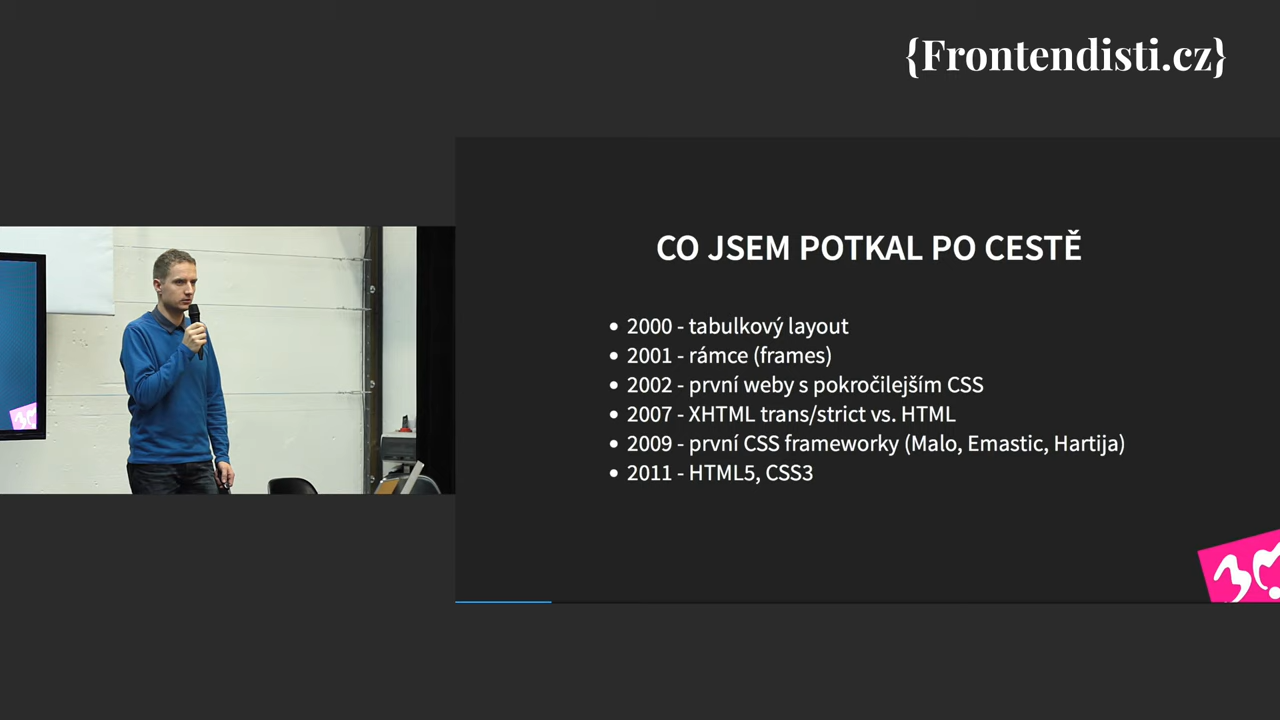 {Frontendisti.cz}
CO JSEM POTKAL PO CESTĚ
2000 - tabulkový layout
2001 - rámce (frames)
2002 - první weby s pokročilejším CSS
2007 - XHTML trans/strict vs. HTML
2009 - první CSS frameworky (Malo, Emastic, Hartija)
2011 - HTML5, CSS3